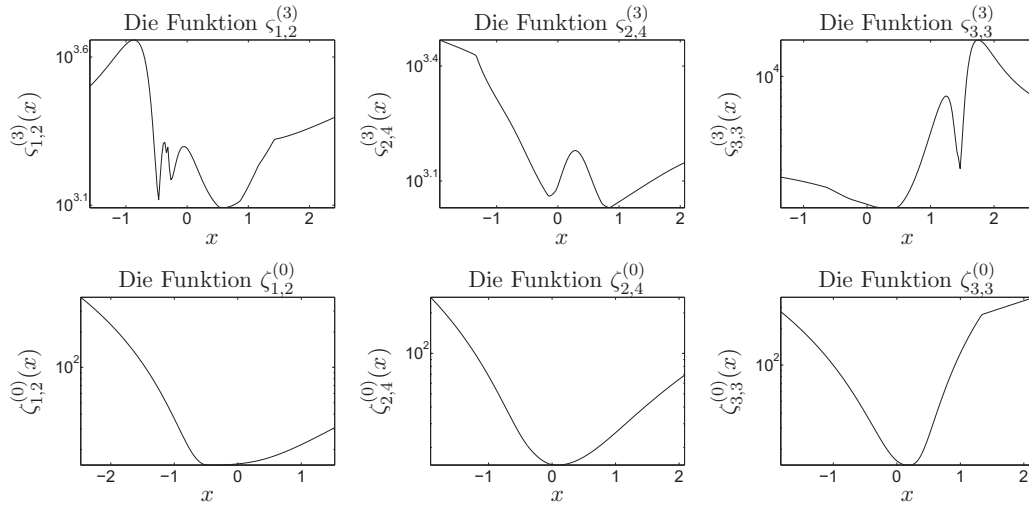 Die Funktion ς_{1,2}^{(3)}
ς_{1,2}^{(3)}(x)
10^{3.6}
10^{3.1}
−1 0 1 2
x
Die Funktion ς_{2,4}^{(3)}
ς_{2,4}^{(3)}(x)
10^{3.4}
10^{3.1}
−1 0 1 2
x
Die Funktion ς_{3,3}^{(3)}
ς_{3,3}^{(3)}(x)
10^{4}
−1 0 1 2
x
Die Funktion ζ_{1,2}^{(0)}
ζ_{1,2}^{(0)}(x)
10^{2}
−2 −1 0 1
x
Die Funktion ζ_{2,4}^{(0)}
ζ_{2,4}^{(0)}(x)
10^{2}
−1 0 1 2
x
Die Funktion ζ_{3,3}^{(0)}
ζ_{3,3}^{(0)}(x)
10^{2}
−1 0 1 2
x